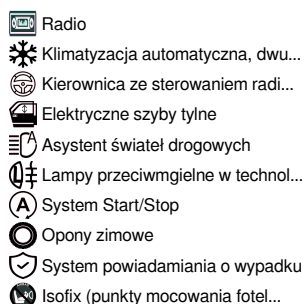 Radio
Klimatyzacja automatyczna, dwu...
Kierownica ze sterowaniem radi...
Elektryczne szyby tylne
Asystent świateł drogowych
Lampy przeciwmgielne w technol...
System Start/Stop
Opony zimowe
System powiadamiania o wypadku
Isofix (punkty mocowania fotel...